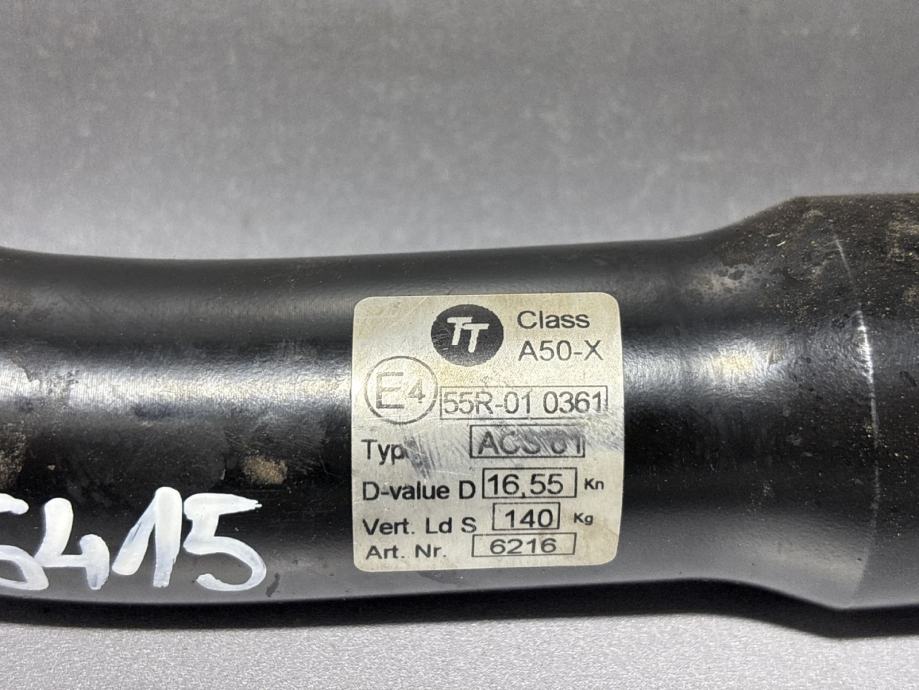 TT Class
A50-X
E4 55R-01 0361
Typ ACS 01
D-value D 16,55 Kn
Vert. Ld S 140 Kg
Art. Nr. 6216
5415